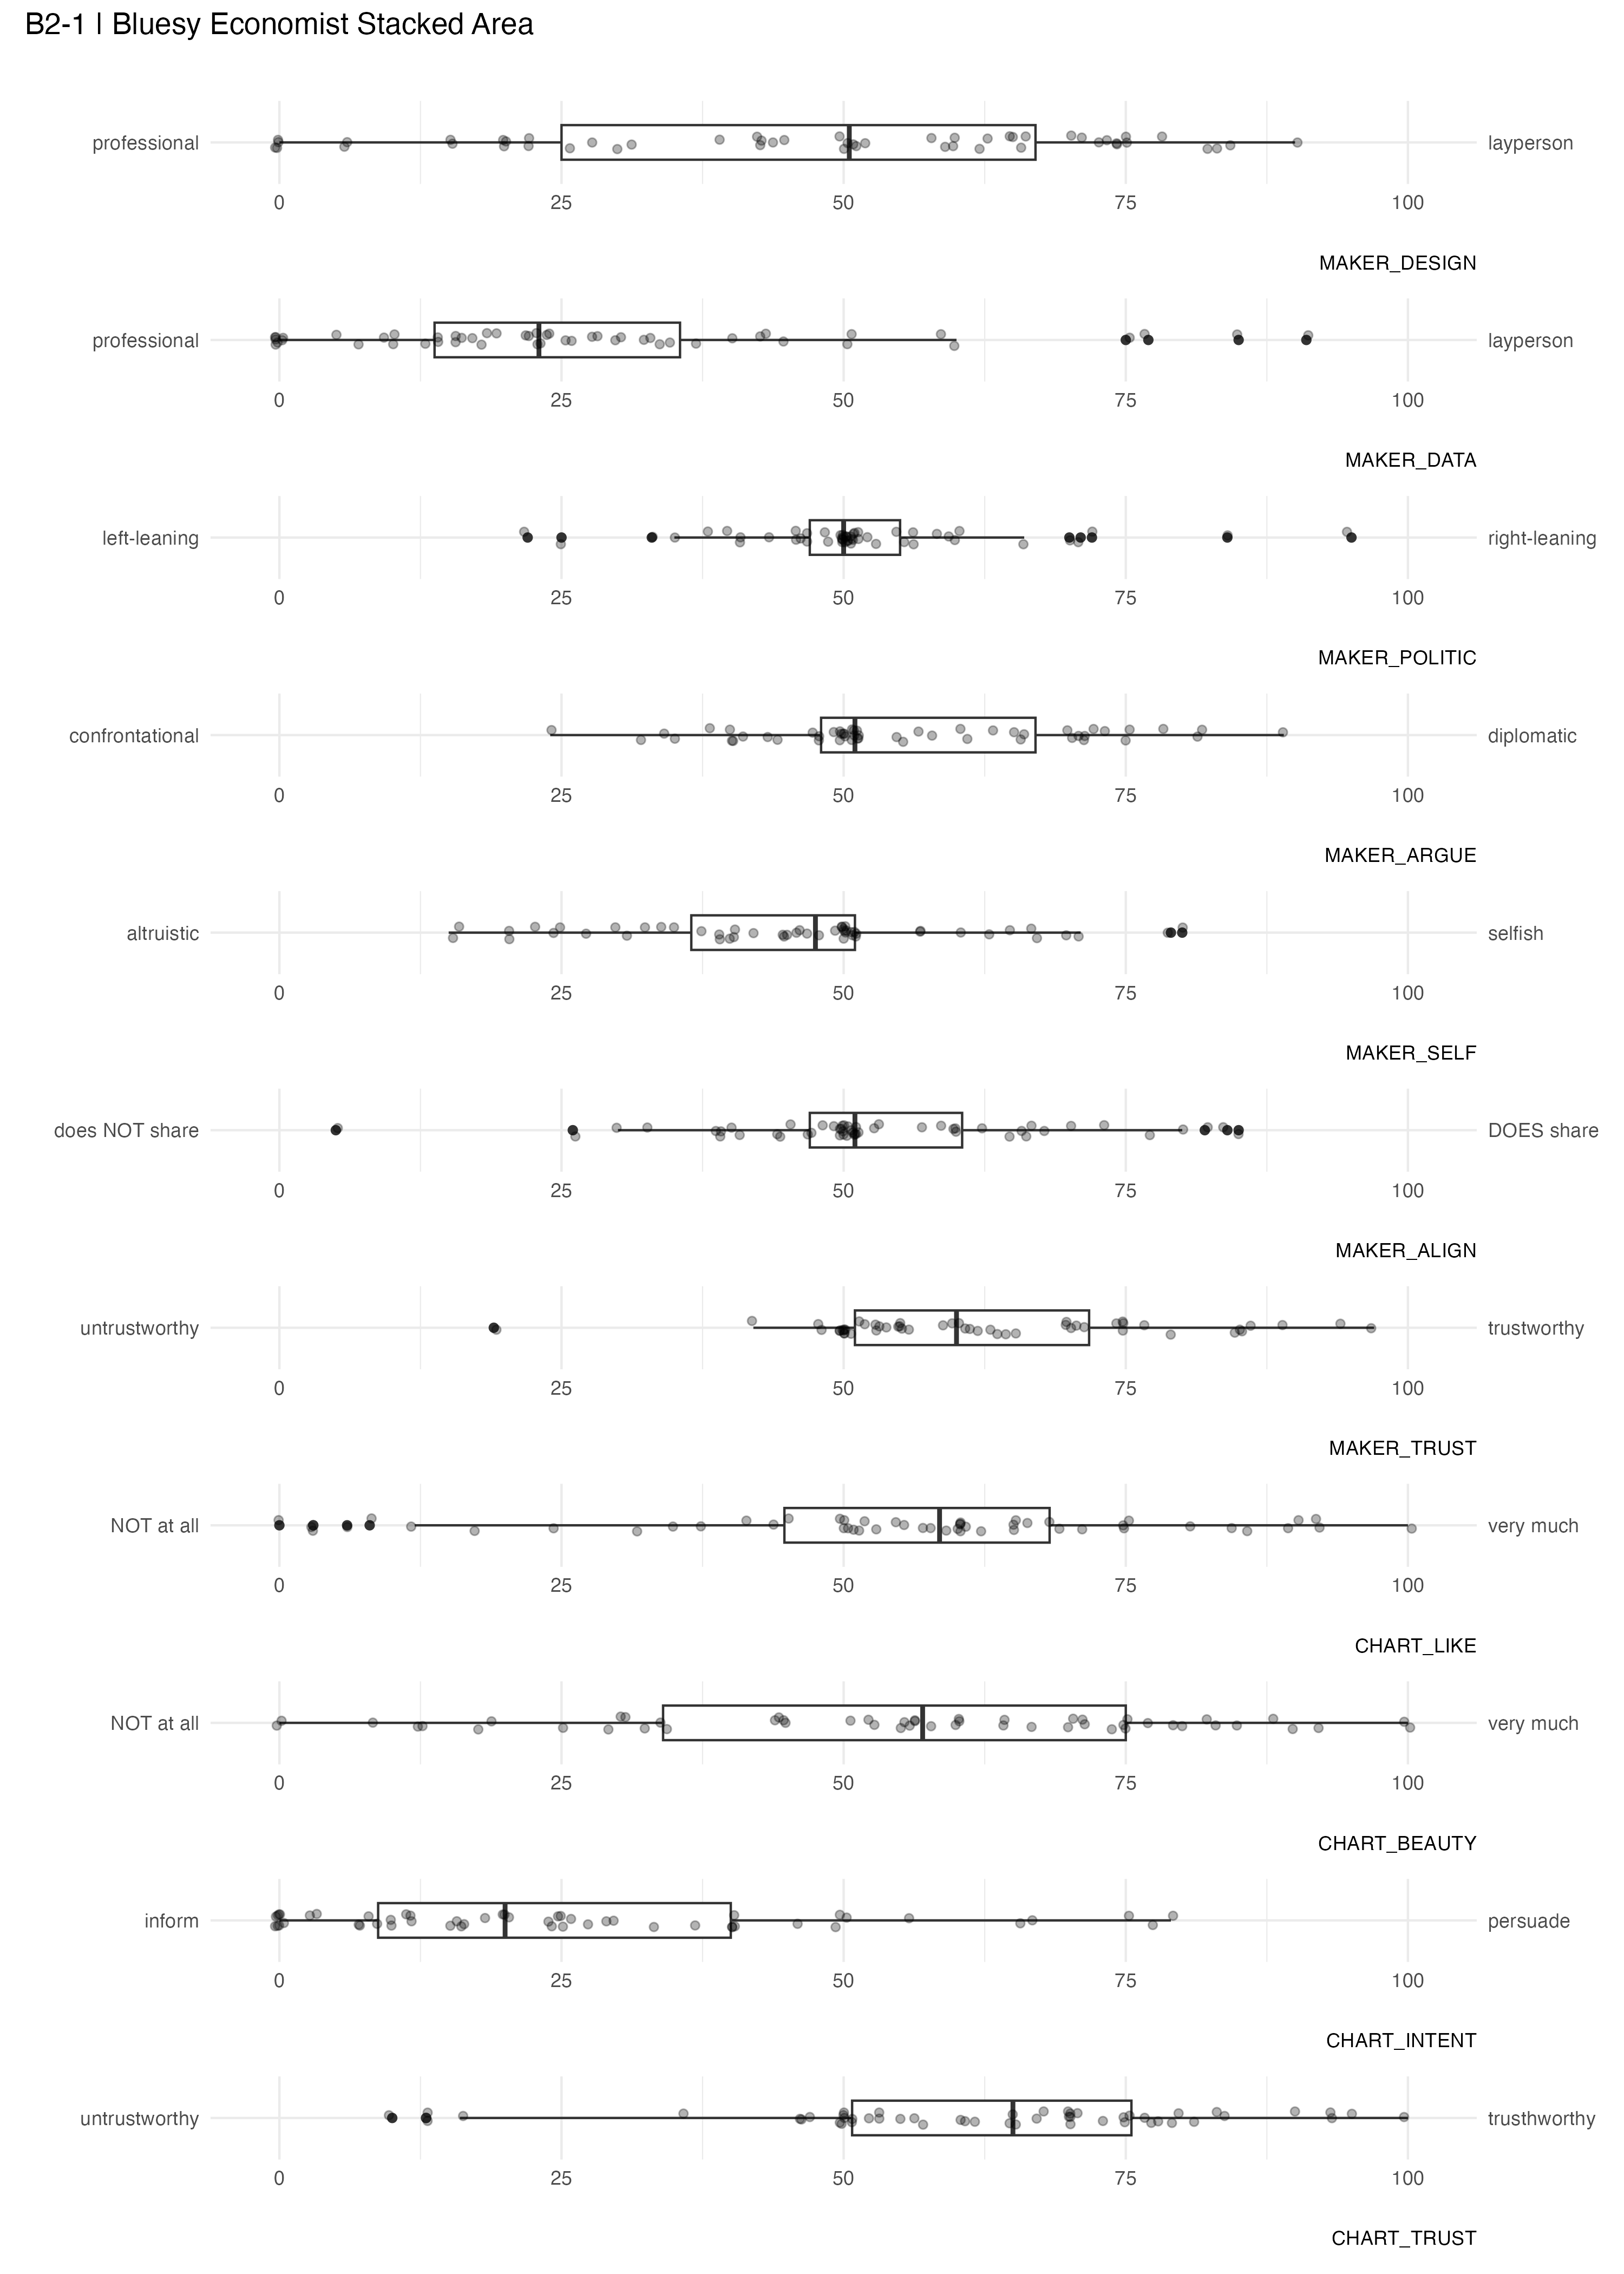 B2-1 | Bluesy Economist Stacked Area
professional layperson
0 25 50 75 100
MAKER_DESIGN
professional layperson
0 25 50 75 100
MAKER_DATA
left-leaning right-leaning
0 25 50 75 100
MAKER_POLITIC
confrontational diplomatic
0 25 50 75 100
MAKER_ARGUE
altruistic selfish
0 25 50 75 100
MAKER_SELF
does NOT share DOES share
0 25 50 75 100
MAKER_ALIGN
untrustworthy trustworthy
0 25 50 75 100
MAKER_TRUST
NOT at all very much
0 25 50 75 100
CHART_LIKE
NOT at all very much
0 25 50 75 100
CHART_BEAUTY
inform persuade
0 25 50 75 100
CHART_INTENT
untrustworthy trusthworthy
0 25 50 75 100
CHART_TRUST